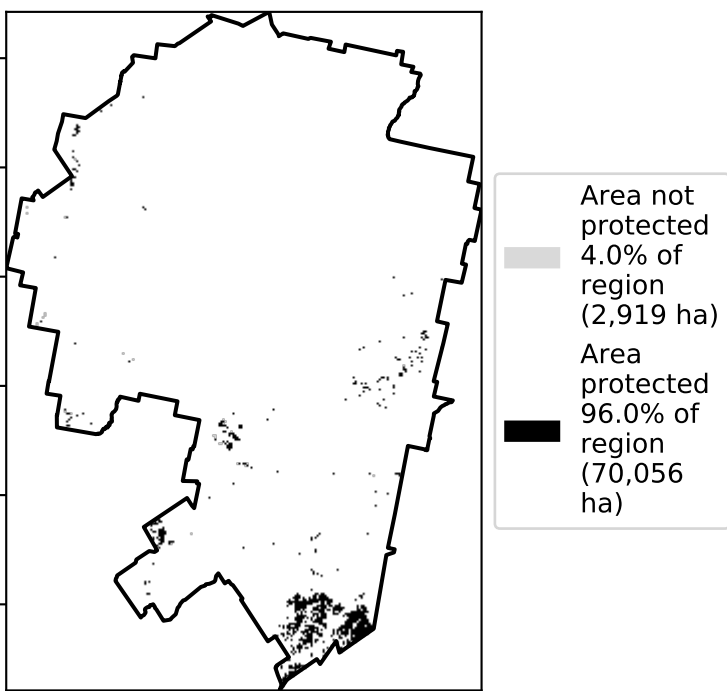 Area not
protected
4.0% of
region
(2,919 ha)
Area
protected
96.0% of
region
(70,056
ha)